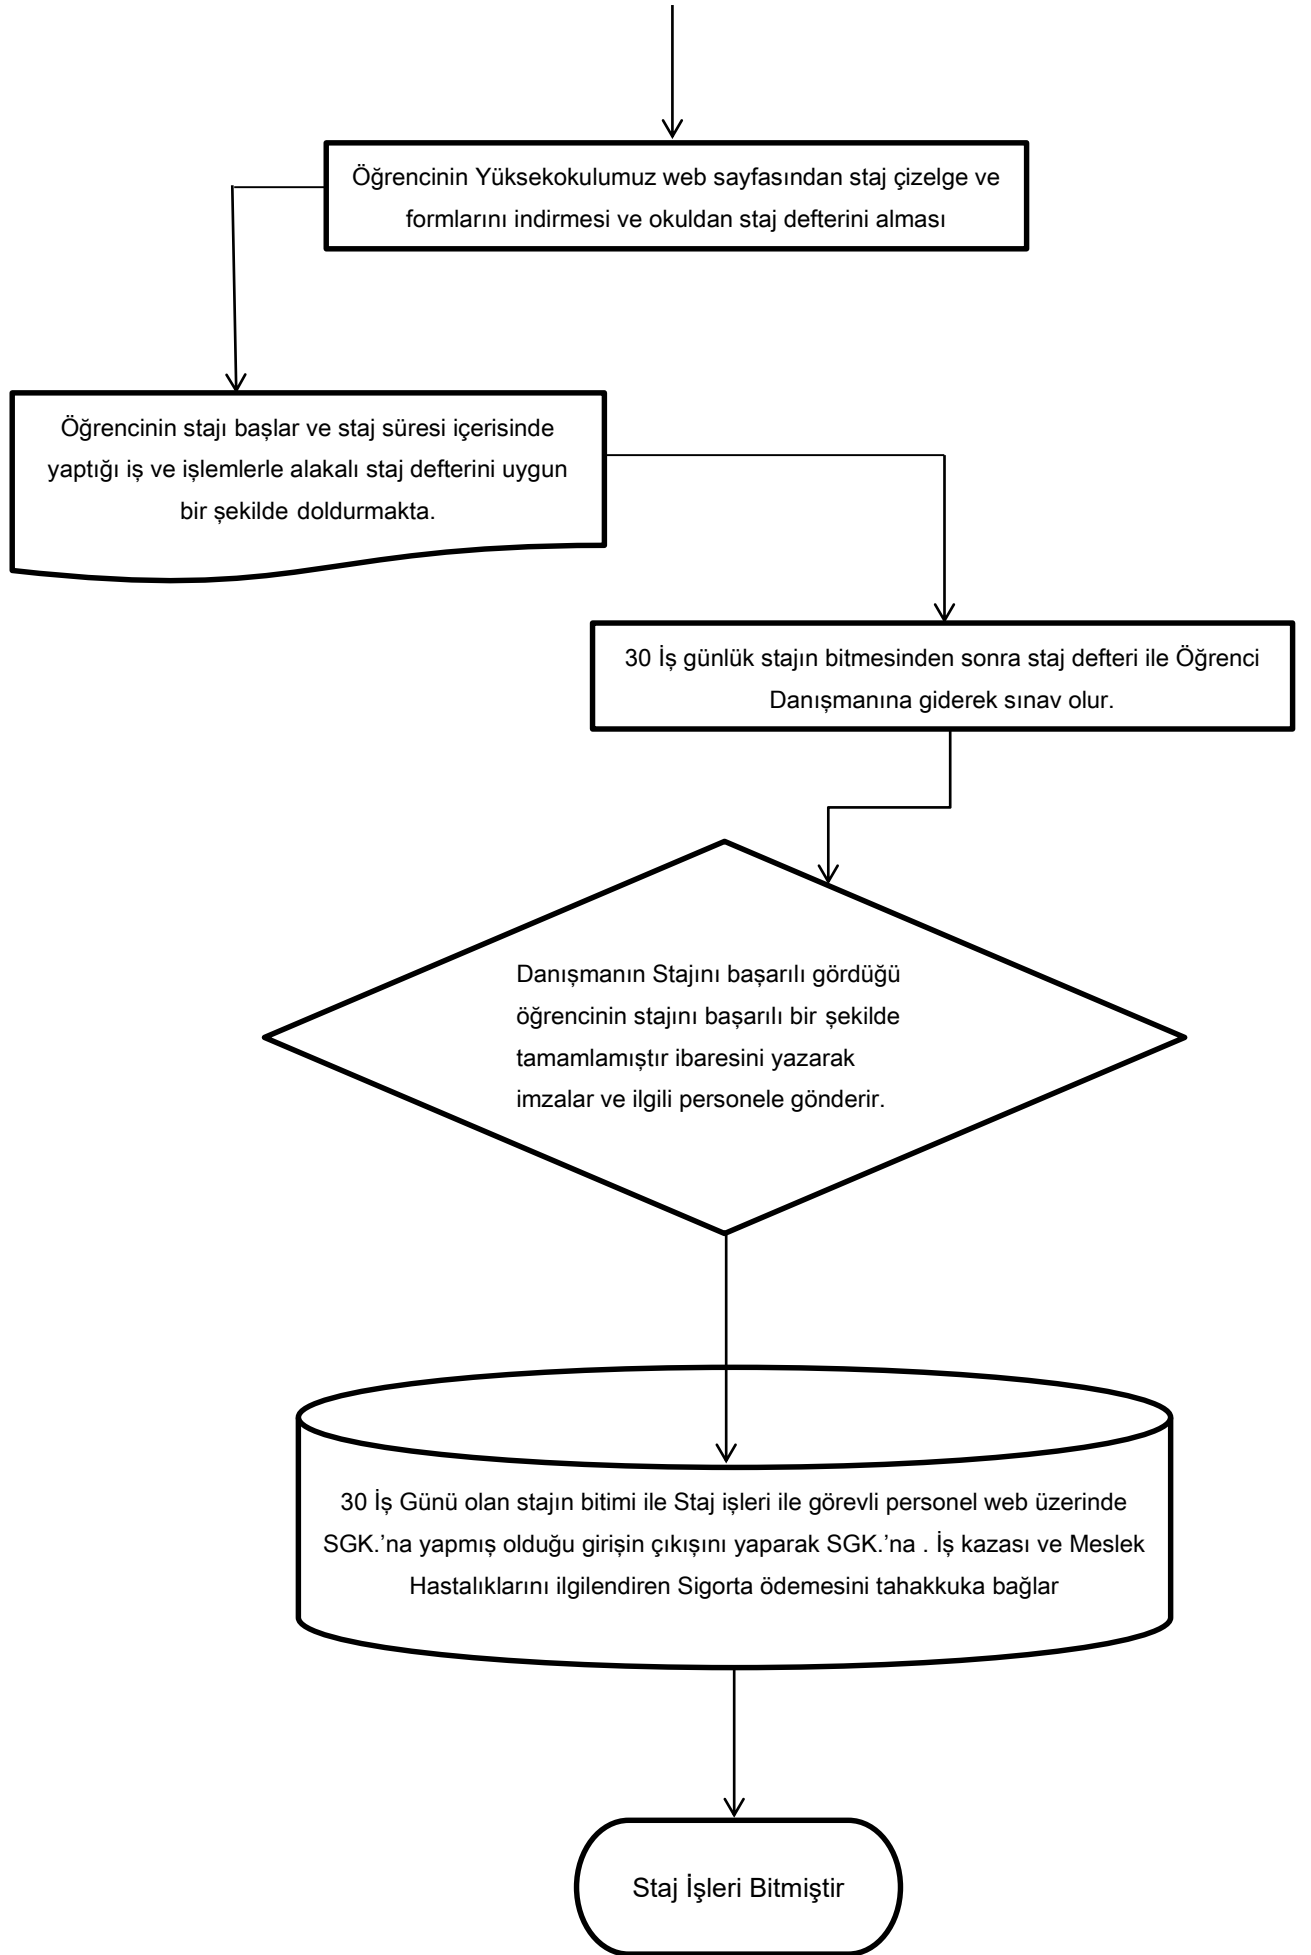 Öğrencinin Yüksekokulumuz web sayfasından staj çizelge ve
formlarını indirmesi ve okuldan staj defterini alması
Öğrencinin stajı başlar ve staj süresi içerisinde
yaptığı iş ve işlemlerle alakalı staj defterini uygun
bir şekilde doldurmakta.
30 İş günlük stajın bitmesinden sonra staj defteri ile Öğrenci
Danışmanına giderek sınav olur.
Danışmanın Stajını başarılı gördüğü
öğrencinin stajını başarılı bir şekilde
tamamlamıştır ibaresini yazarak
imzalar ve ilgili personele gönderir.
30 İş Günü olan stajın bitimi ile Staj işleri ile görevli personel web üzerinde
SGK.’na yapmış olduğu girişin çıkışını yaparak SGK.’na . İş kazası ve Meslek
Hastalıklarını ilgilendiren Sigorta ödemesini tahakkuka bağlar
Staj İşleri Bitmiştir